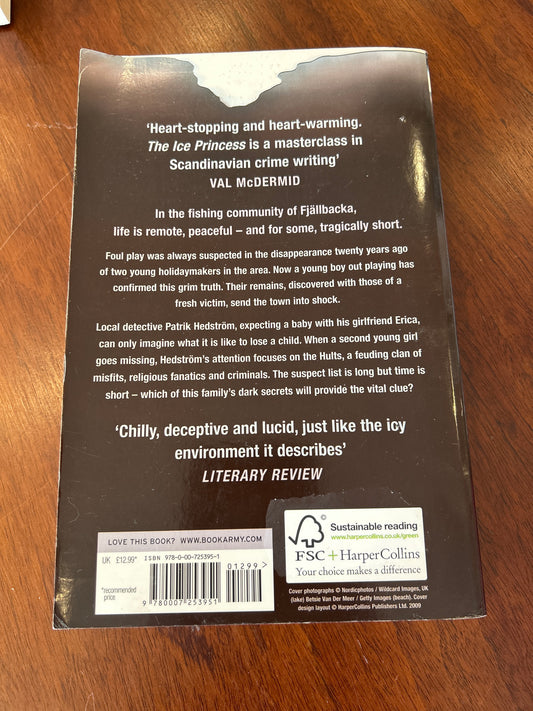 ‘Heart-stopping and heart-warming.
The Ice Princess is a masterclass in
Scandinavian crime writing’
VAL McDERMID
In the fishing community of Fjällbacka,
life is remote, peaceful – and for some, tragically short.
Foul play was always suspected in the disappearance twenty years ago
of two young holidaymakers in the area. Now a young boy out playing has
confirmed this grim truth. Their remains, discovered with those of a
fresh victim, send the town into shock.
Local detective Patrik Hedström, expecting a baby with his girlfriend Erica,
can only imagine what it is like to lose a child. When a second young girl
goes missing, Hedström’s attention focuses on the Hults, a feuding clan of
misfits, religious fanatics and criminals. The suspect list is long but time is
short – which of this family’s dark secrets will provide the vital clue?
‘Chilly, deceptive and lucid, just like the icy
environment it describes’
LITERARY REVIEW
LOVE THIS BOOK? WWW.BOOKARMY.COM
UK £12.99*
ISBN 978-0-00-725395-1
01299>
*recommended
price
9 780007 253951
Sustainable reading
www.harpercollins.co.uk/green
FSC + HarperCollins
Your choice makes a difference
Cover photographs © Nordicphotos / Wildcard Images, UK
(lake) Betsie Van Der Meer / Getty Images (beach). Cover
design layout © HarperCollins Publishers Ltd. 2009